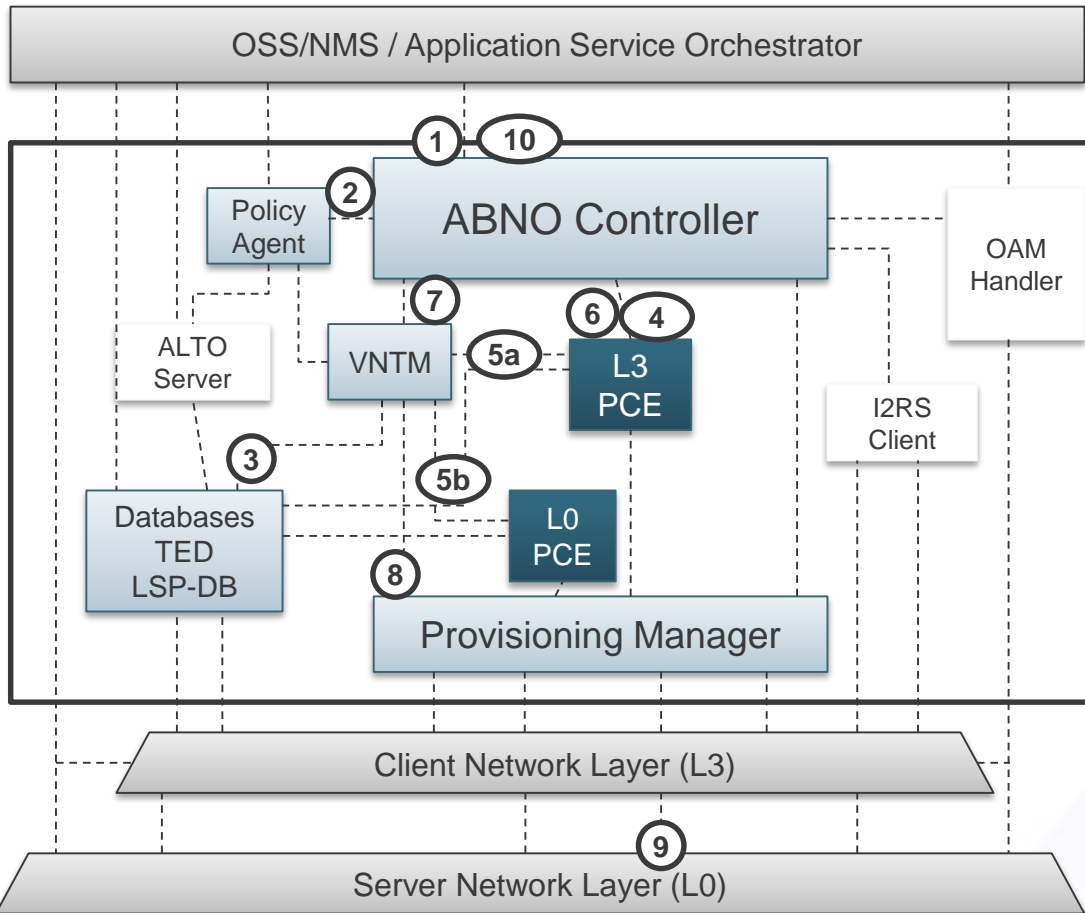 OSS/NMS / Application Service Orchestrator
1
10
2
Policy
Agent
ABNO Controller
OAM
Handler
7
6
4
ALTO
Server
VNTM
5a
L3
PCE
I2RS
Client
3
5b
Databases
TED
LSP-DB
L0
PCE
8
Provisioning Manager
Client Network Layer (L3)
9
Server Network Layer (L0)